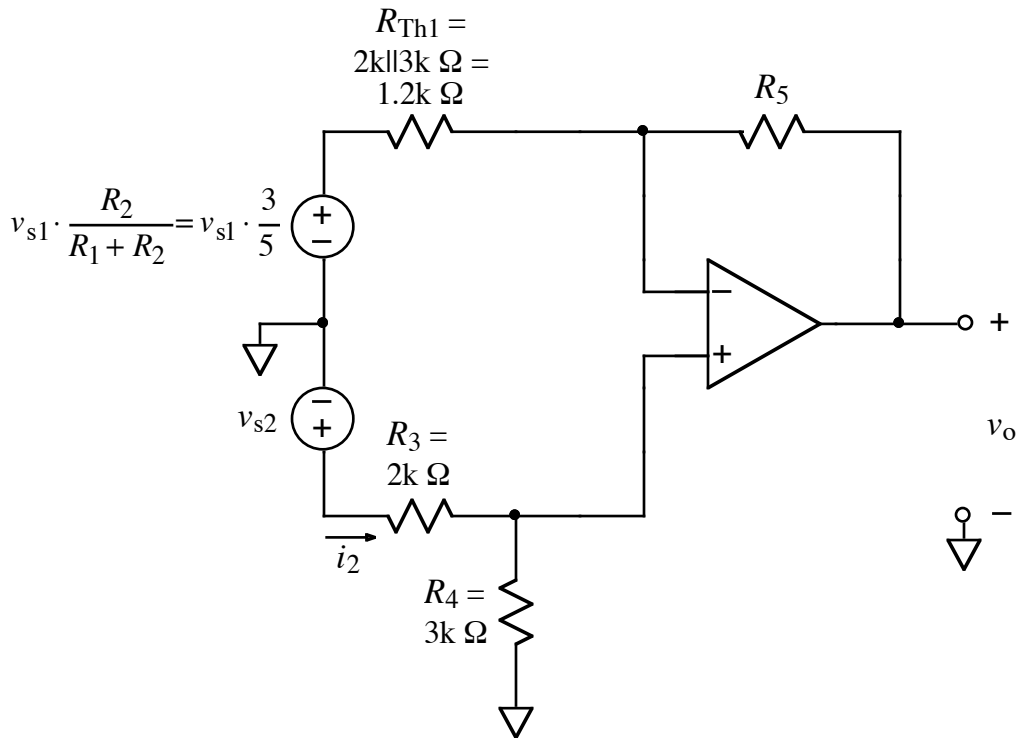 R_Th1 =
2k||3k Ω =
1.2k Ω
R_5
v_s1 · R_2 / (R_1 + R_2) = v_s1 · 3/5
+
−
−
+
+
−
+
v_s2
v_o
R_3 =
2k Ω
−
i_2
R_4 =
3k Ω